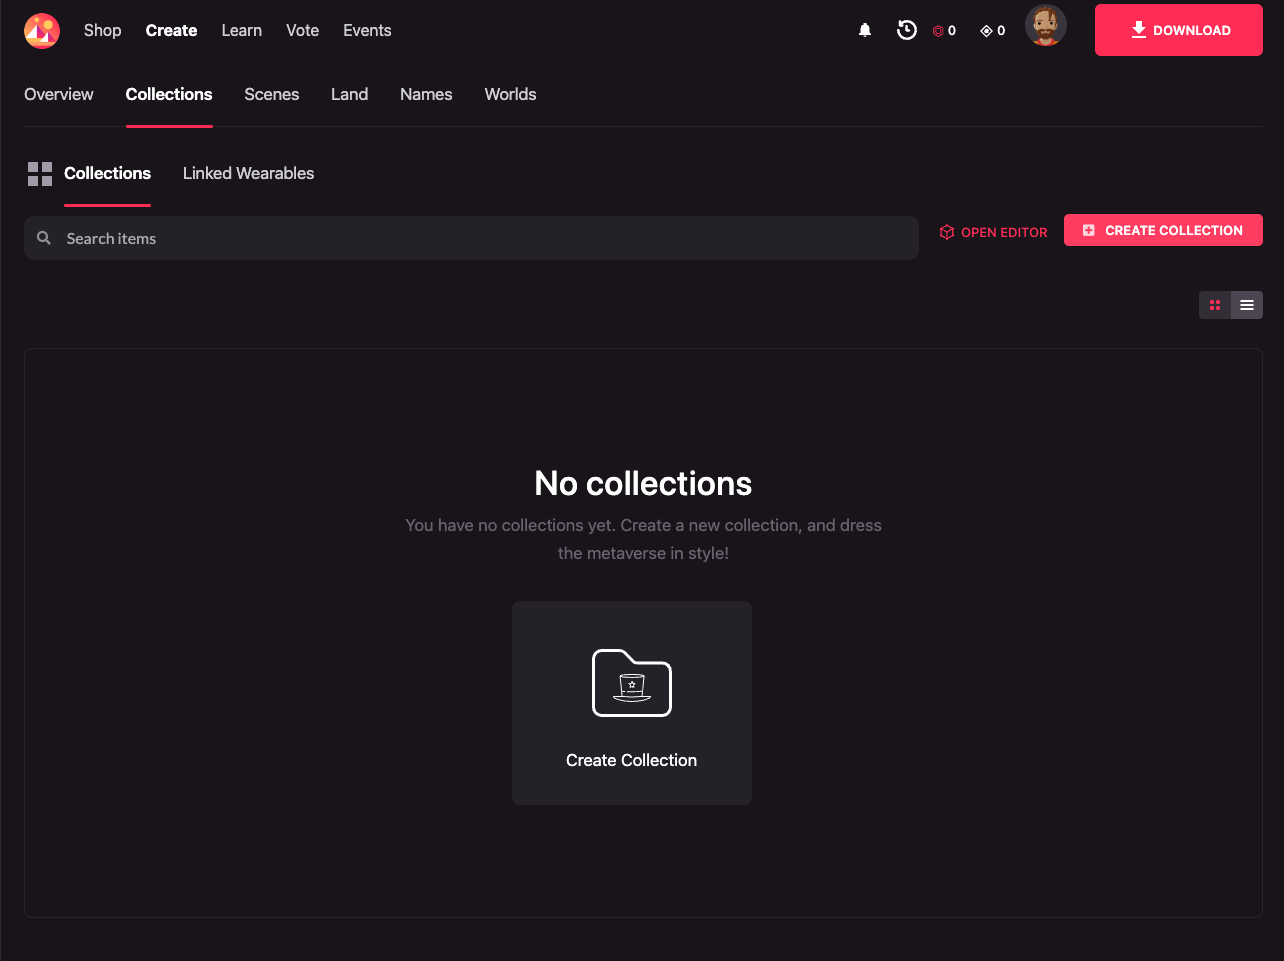 Shop Create Learn Vote Events 0 0 DOWNLOAD
Overview Collections Scenes Land Names Worlds
Collections Linked Wearables
Search items OPEN EDITOR CREATE COLLECTION
No collections
You have no collections yet. Create a new collection, and dress
the metaverse in style!
Create Collection